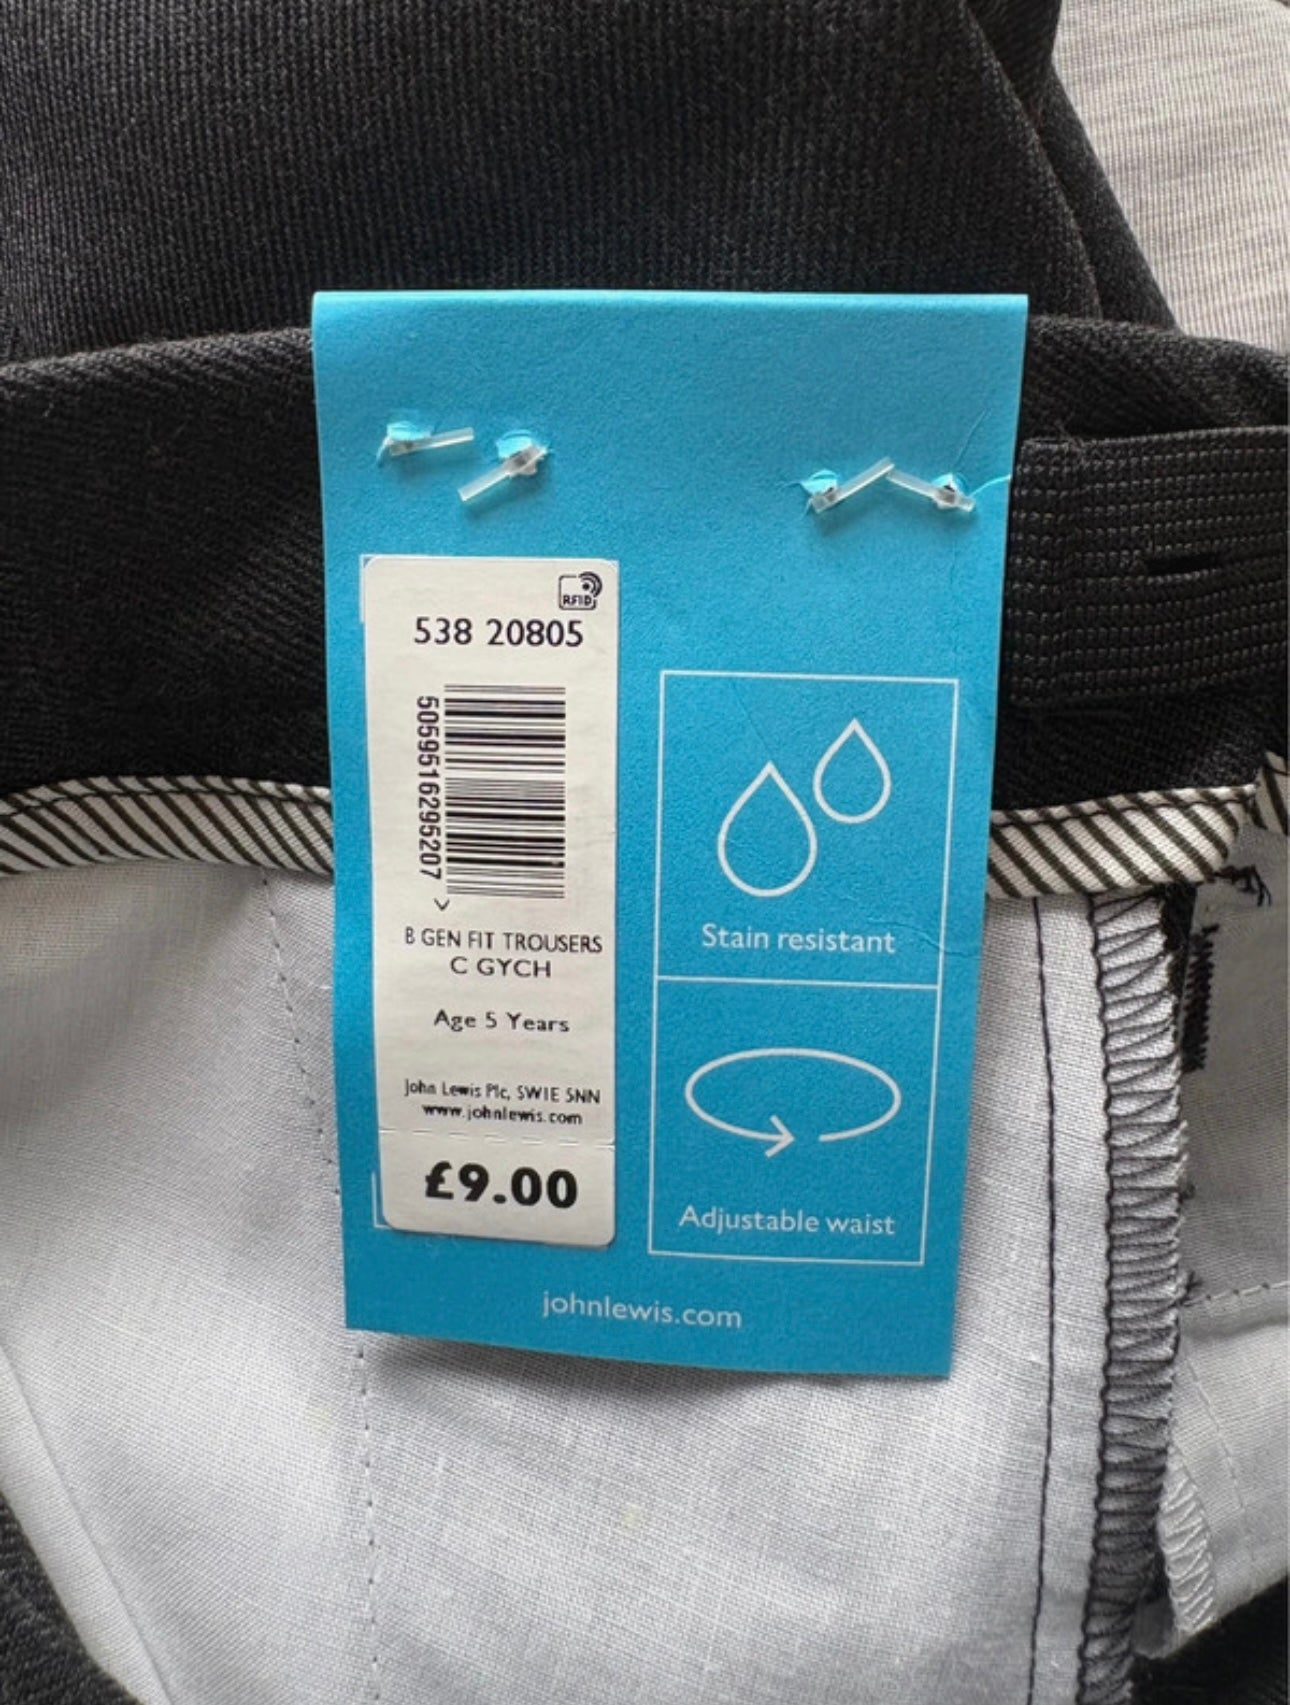 RFID
538 20805
5059516295207
B GEN FIT TROUSERS
C GYCH
Age 5 Years
John Lewis Plc, SW1E 5NN
www.johnlewis.com
£9.00
Stain resistant
Adjustable waist
johnlewis.com